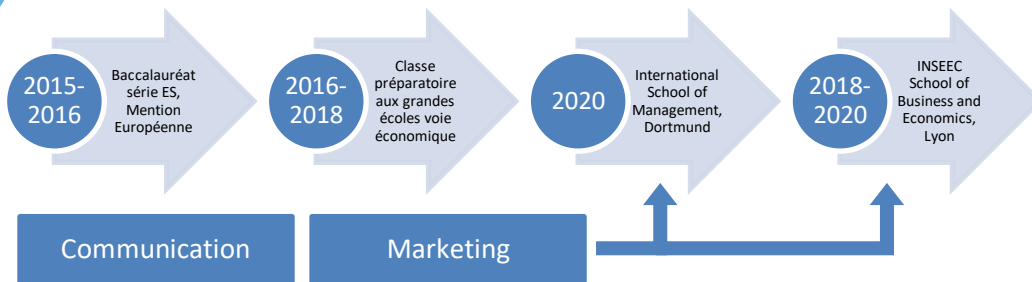 2015-
2016
Baccalauréat
série ES,
Mention
Européenne
2016-
2018
Classe
préparatoire
aux grandes
écoles voie
économique
2020
International
School of
Management,
Dortmund
2018-
2020
INSEEC
School of
Business and
Economics,
Lyon
Communication
Marketing